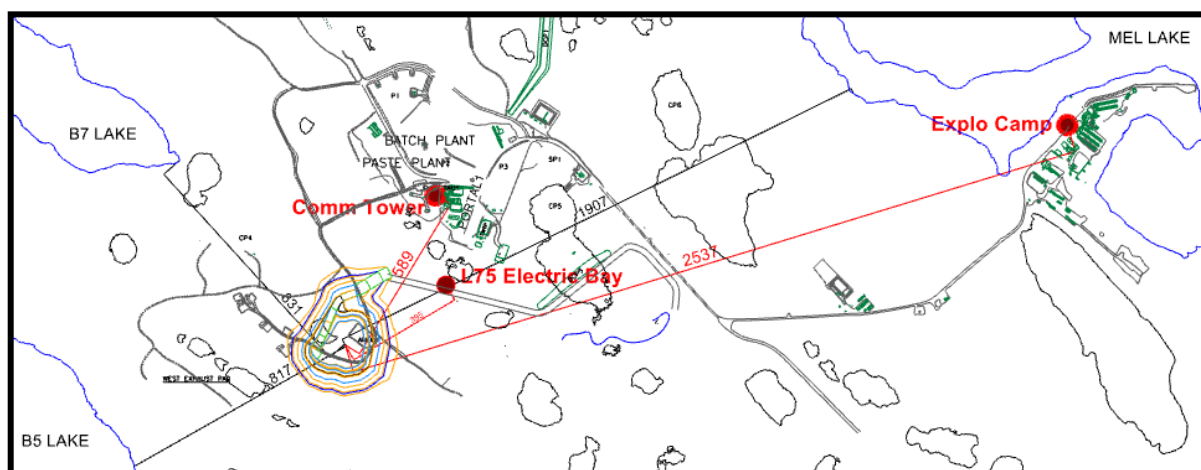 MEL LAKE
B7 LAKE
P1
CP6
BATCH PLANT
PASTE PLANT
P3
SP1
Explo Camp
Comm Tower
PORTAL 1
CP5
1907
CP4
589
2537
L75 Electric Bay
831
817
WEST EXHAUST PAD
B5 LAKE